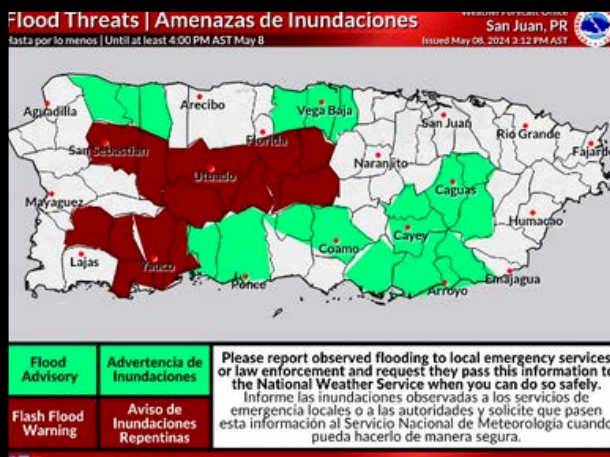 Flood Threats | Amenazas de Inundaciones
Weather Forecast Office
San Juan, PR
Hasta por lo menos | Until at least 4:00 PM AST May 8
Issued May 08, 2024 3:12 PM AST
Aguadilla
Arecibo
Vega Baja
San Juan
Rio Grande
Fajardo
San Sebastian
Florida
Utuado
Naranjito
Caguas
Mayaguez
Humacao
Cayey
Coamo
Lajas
Yauco
Ponce
Arroyo
Emajagua
Flood
Advisory
Advertencia de
Inundaciones
Flash Flood
Warning
Aviso de
Inundaciones
Repentinas
Please report observed flooding to local emergency services
or law enforcement and request they pass this information to
the National Weather Service when you can do so safely.
Informe las inundaciones observadas a los servicios de
emergencia locales o a las autoridades y solicite que pasen
esta información al Servicio Nacional de Meteorología cuando
pueda hacerlo de manera segura.